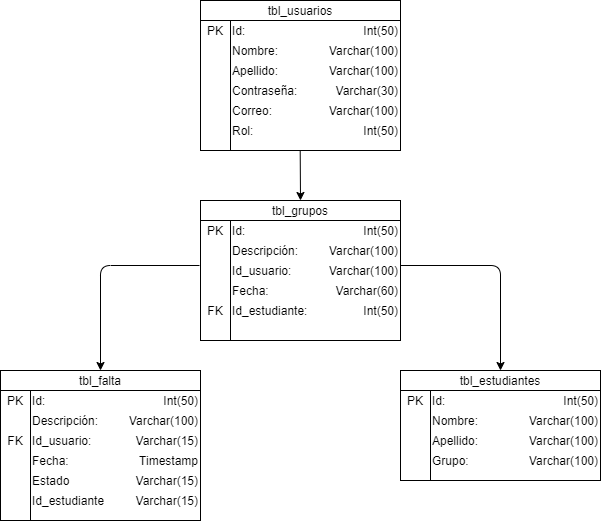 tbl_usuarios
PK Id: Int(50)
Nombre: Varchar(100)
Apellido: Varchar(100)
Contraseña: Varchar(30)
Correo: Varchar(100)
Rol: Int(50)
tbl_grupos
PK Id: Int(50)
Descripción: Varchar(100)
Id_usuario: Varchar(100)
Fecha: Varchar(60)
FK Id_estudiante: Int(50)
tbl_falta
PK Id: Int(50)
Descripción: Varchar(100)
FK Id_usuario: Varchar(15)
Fecha: Timestamp
Estado Varchar(15)
Id_estudiante Varchar(15)
tbl_estudiantes
PK Id: Int(50)
Nombre: Varchar(100)
Apellido: Varchar(100)
Grupo: Varchar(100)